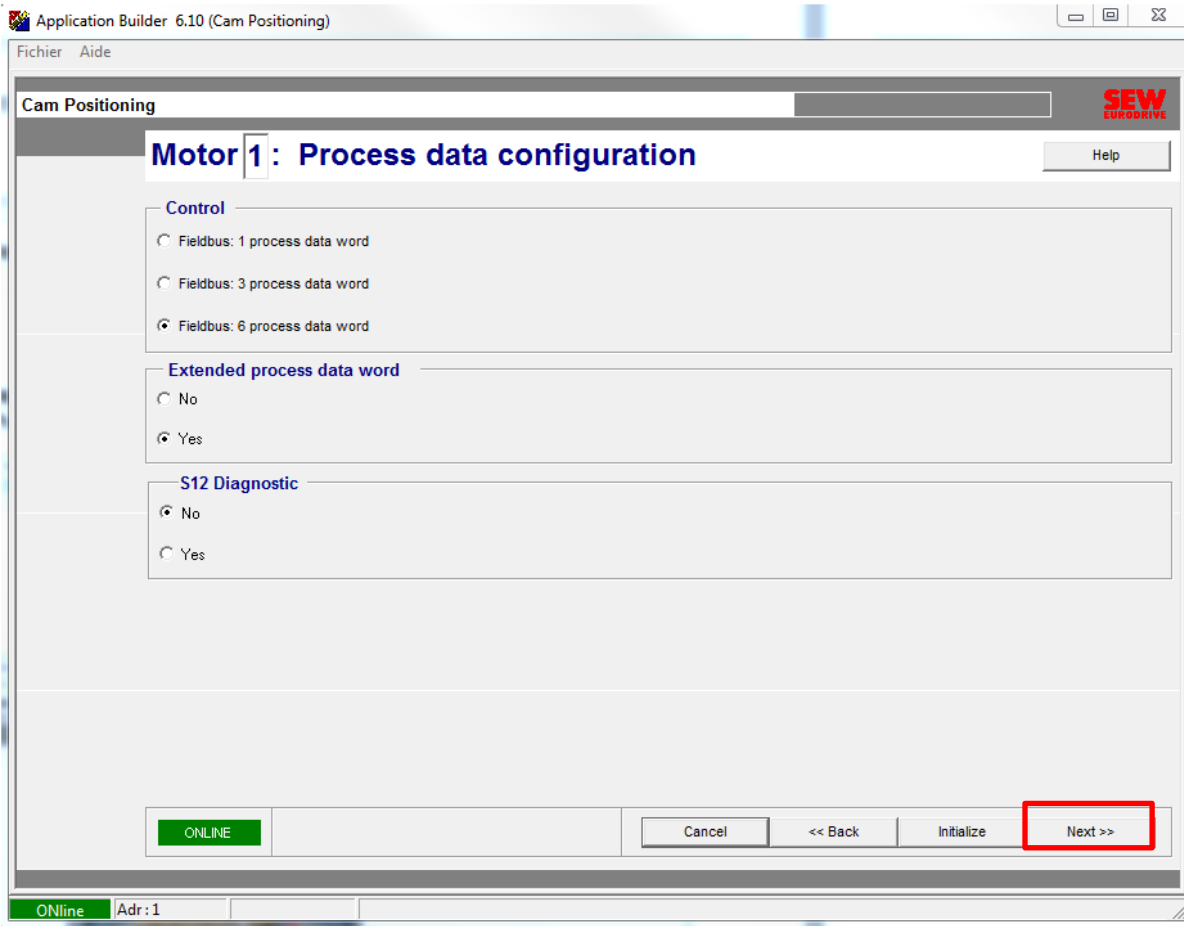 Application Builder 6.10 (Cam Positioning)
Fichier Aide
Cam Positioning
SEW
EURODRIVE
Motor 1 : Process data configuration
Help
Control
Fieldbus: 1 process data word
Fieldbus: 3 process data word
Fieldbus: 6 process data word
Extended process data word
No
Yes
S12 Diagnostic
No
Yes
ONLINE
Cancel
<< Back
Initialize
Next >>
ONline
Adr:1